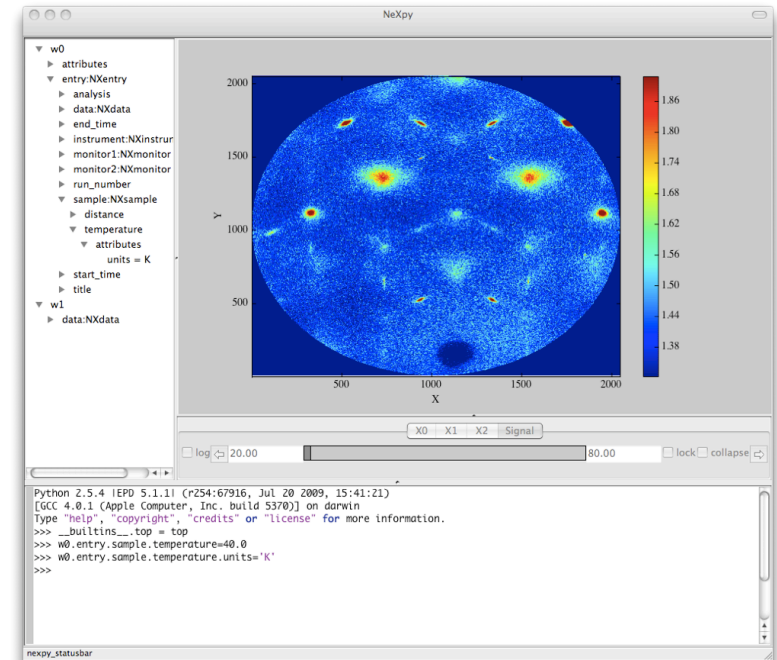 NeXpy
w0
attributes
entry:NXentry
analysis
data:NXdata
end_time
instrument:NXinstrur
monitor1:NXmonitor
monitor2:NXmonitor
run_number
sample:NXsample
distance
temperature
attributes
units = K
start_time
title
w1
data:NXdata
2000
1500
1000
500
Y
500
1000
1500
2000
X
1.86
1.80
1.74
1.68
1.62
1.56
1.50
1.44
1.38
X0 X1 X2 Signal
log 20.00 80.00 lock collapse
Python 2.5.4 |EPD 5.1.1| (r254:67916, Jul 20 2009, 15:41:21)
[GCC 4.0.1 (Apple Computer, Inc. build 5370)] on darwin
Type "help", "copyright", "credits" or "license" for more information.
>>> __builtins__.top = top
>>> w0.entry.sample.temperature=40.0
>>> w0.entry.sample.temperature.units='K'
>>>
nexpy_statusbar